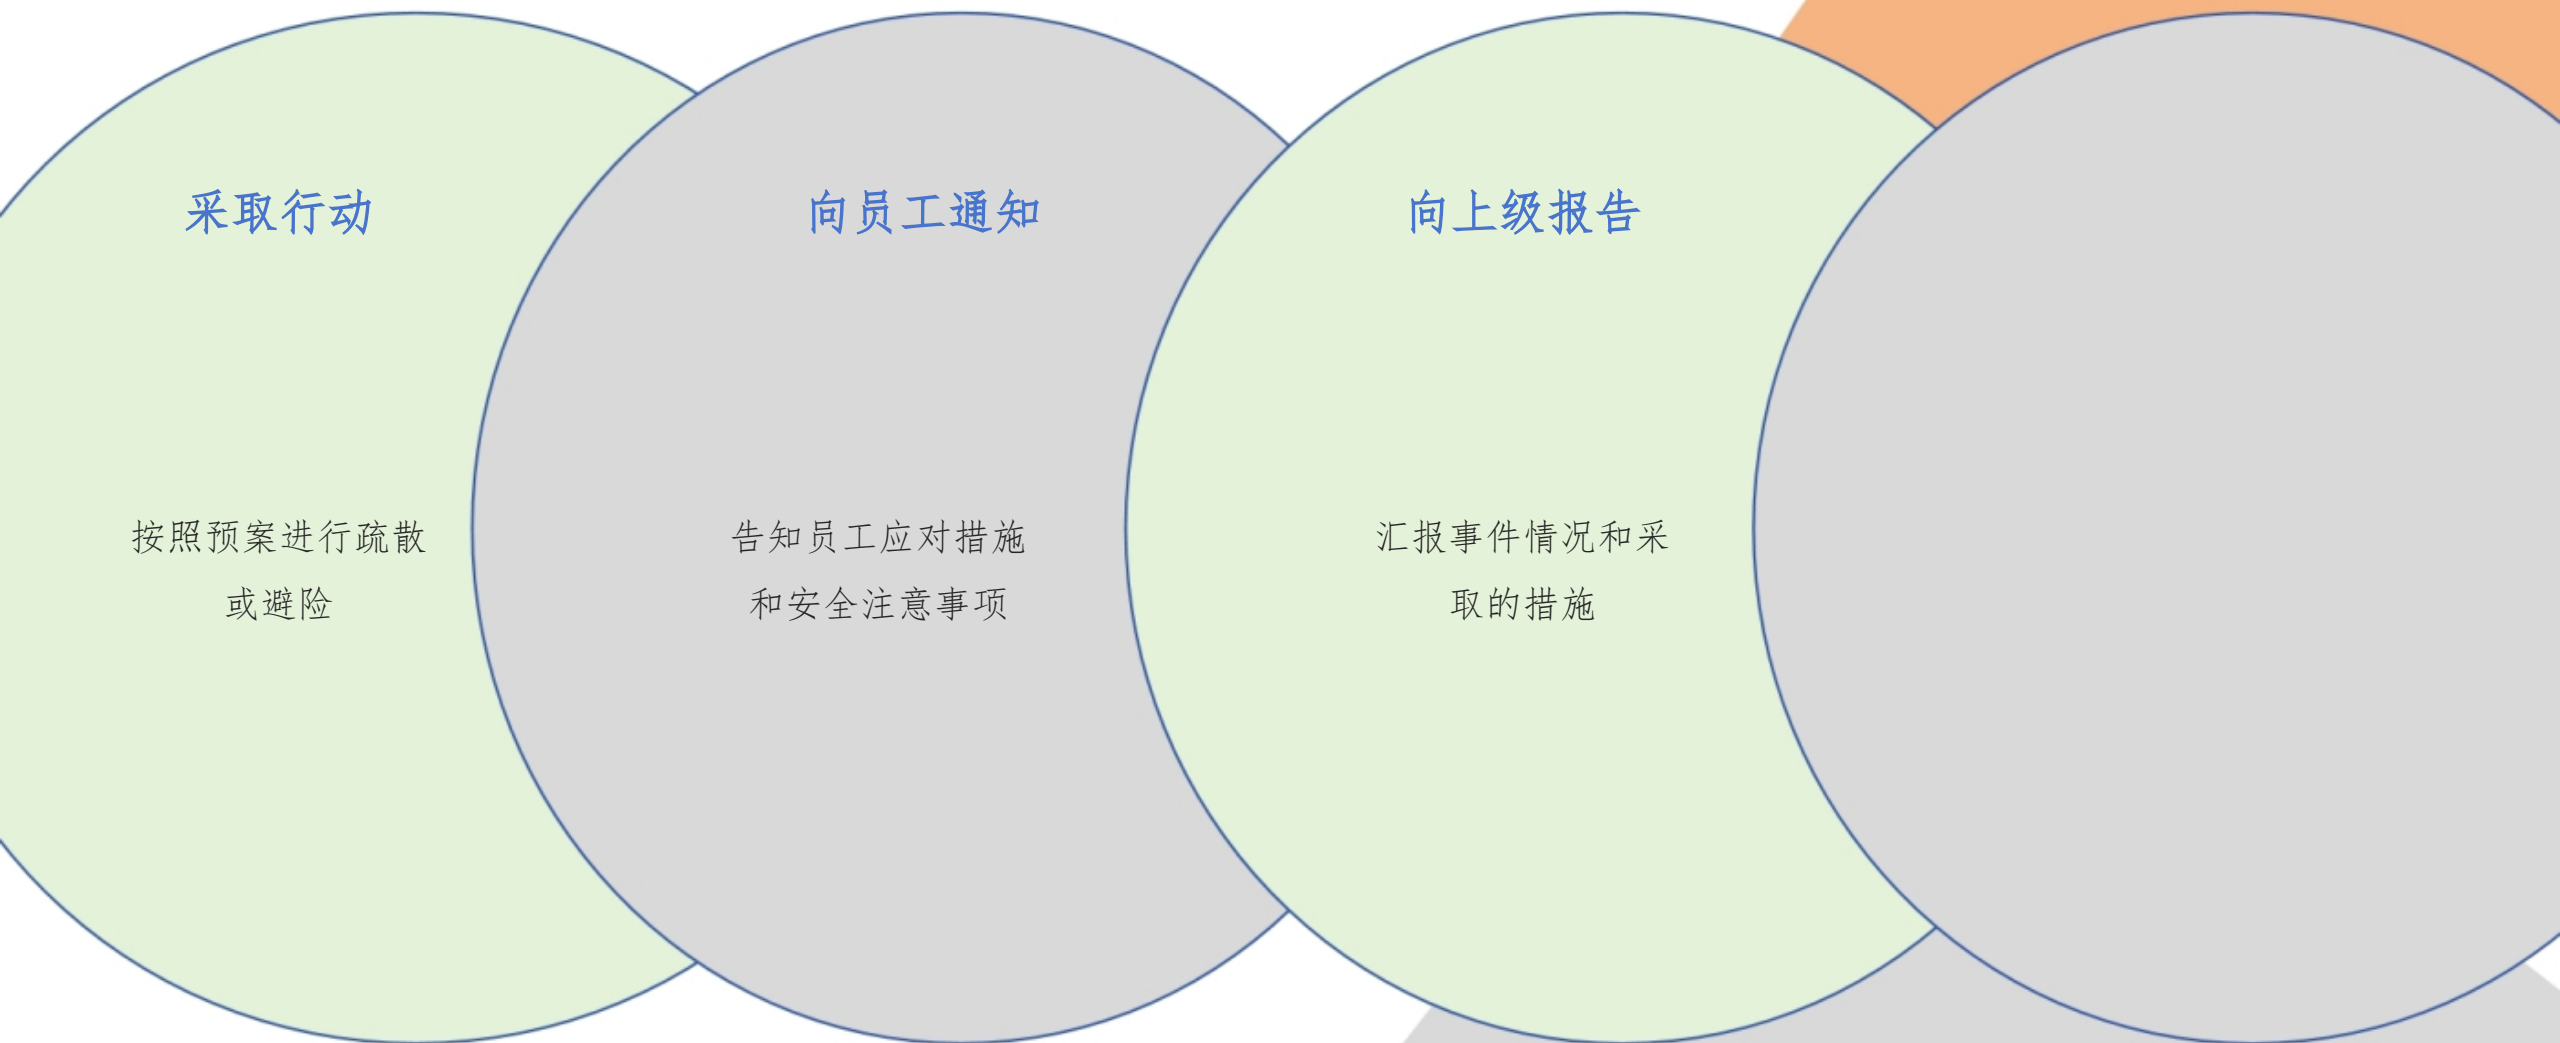 采取行动
按照预案进行疏散
或避险
向员工通知
告知员工应对措施
和安全注意事项
向上级报告
汇报事件情况和采
取的措施